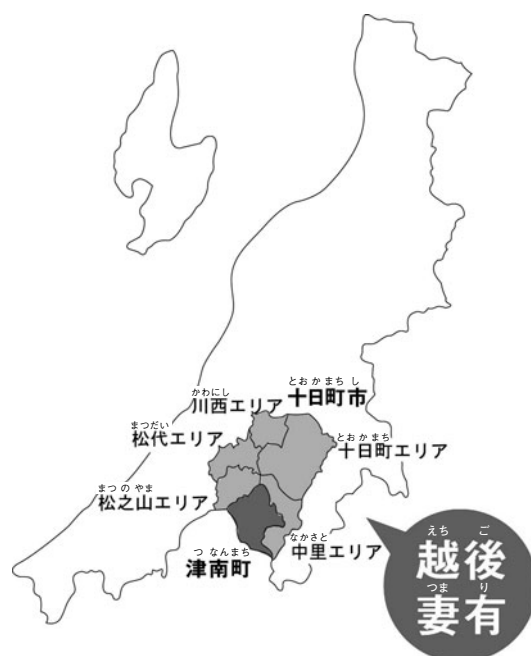 とおかまちし
十日町市
かわにし
川西エリア
まつだい
松代エリア
とおかまち
十日町エリア
まつのやま
松之山エリア
なかさと
中里エリア
つなんまち
津南町
えちご
越後
つまり
妻有